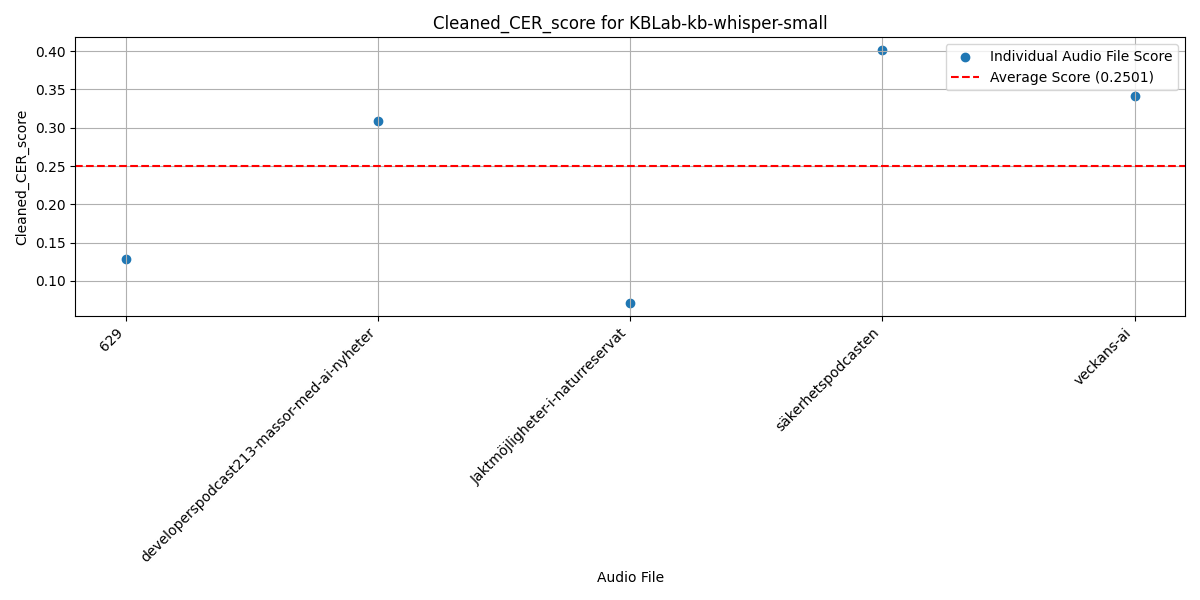 Cleaned_CER_score for KBLab-kb-whisper-small
Individual Audio File Score
Average Score (0.2501)
Cleaned_CER_score
0.40
0.35
0.30
0.25
0.20
0.15
0.10
629
developerspodcast213-massor-med-ai-nyheter
Jaktmöjligheter-i-naturreservat
säkerhetspodcasten
veckans-ai
Audio File